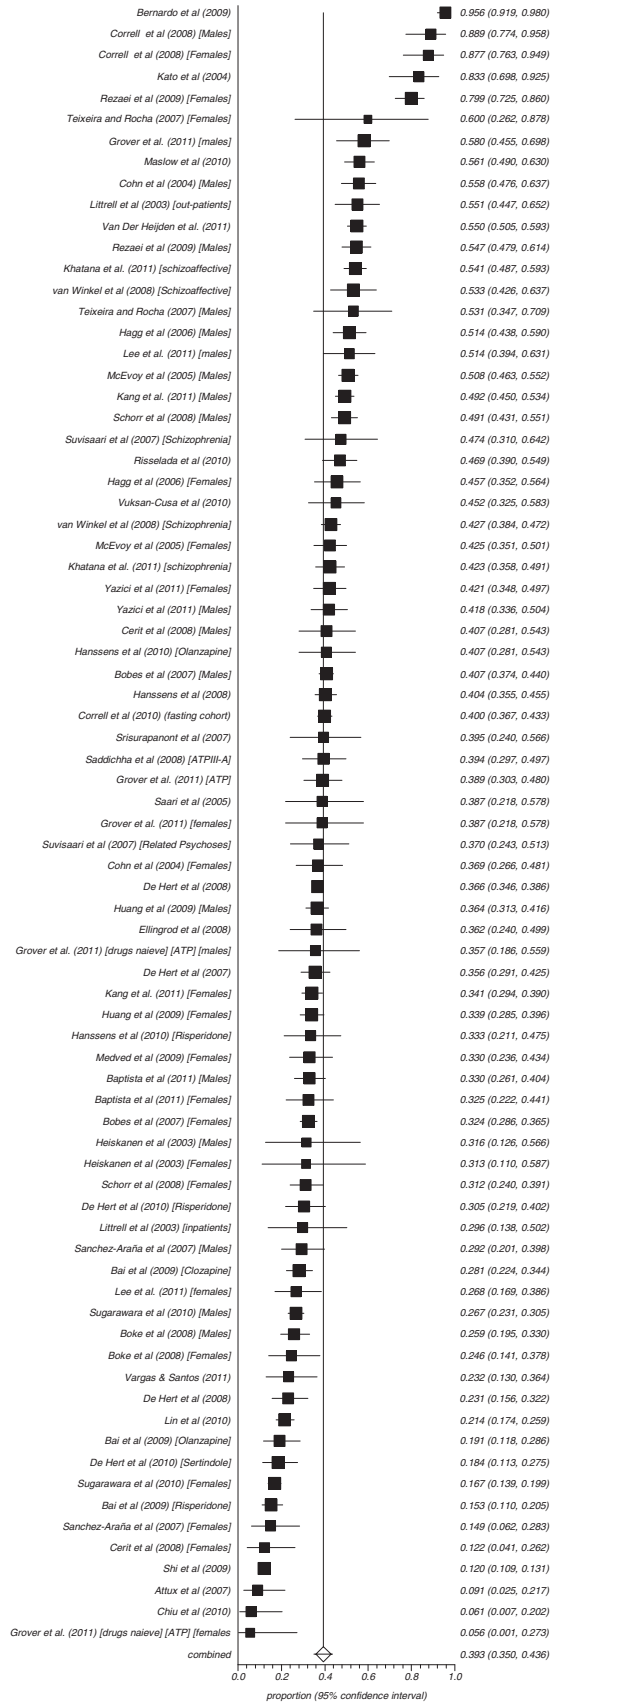 Bernardo et al (2009) 0.956 (0.919, 0.980)
Correll et al (2008) [Males] 0.889 (0.774, 0.958)
Correll et al (2008) [Females] 0.877 (0.763, 0.949)
Kato et al (2004) 0.833 (0.698, 0.925)
Rezaei et al (2009) [Females] 0.799 (0.725, 0.860)
Teixeira and Rocha (2007) [Females] 0.600 (0.262, 0.878)
Grover et al. (2011) [males] 0.580 (0.455, 0.698)
Maslow et al (2010) 0.561 (0.490, 0.630)
Cohn et al (2004) [Males] 0.558 (0.476, 0.637)
Littrell et al (2003) [out-patients] 0.551 (0.447, 0.652)
Van Der Heijden et al. (2011) 0.550 (0.505, 0.593)
Rezaei et al (2009) [Males] 0.547 (0.479, 0.614)
Khatana et al. (2011) [schizoaffective] 0.541 (0.487, 0.593)
van Winkel et al (2008) [Schizoaffective] 0.533 (0.426, 0.637)
Teixeira and Rocha (2007) [Males] 0.531 (0.347, 0.709)
Hagg et al (2006) [Males] 0.514 (0.438, 0.590)
Lee et al. (2011) [males] 0.514 (0.394, 0.631)
McEvoy et al (2005) [Males] 0.508 (0.463, 0.552)
Kang et al. (2011) [Males] 0.492 (0.450, 0.534)
Schorr et al (2008) [Males] 0.491 (0.431, 0.551)
Suvisaari et al (2007) [Schizophrenia] 0.474 (0.310, 0.642)
Risselada et al (2010) 0.469 (0.390, 0.549)
Hagg et al (2006) [Females] 0.457 (0.352, 0.564)
Vuksan-Cusa et al (2010) 0.452 (0.325, 0.583)
van Winkel et al (2008) [Schizophrenia] 0.427 (0.384, 0.472)
McEvoy et al (2005) [Females] 0.425 (0.351, 0.501)
Khatana et al. (2011) [schizophrenia] 0.423 (0.358, 0.491)
Yazici et al (2011) [Females] 0.421 (0.348, 0.497)
Yazici et al (2011) [Males] 0.418 (0.336, 0.504)
Cerit et al (2008) [Males] 0.407 (0.281, 0.543)
Hanssens et al (2010) [Olanzapine] 0.407 (0.281, 0.543)
Bobes et al (2007) [Males] 0.407 (0.374, 0.440)
Hanssens et al (2008) 0.404 (0.355, 0.455)
Correll et al (2010) (fasting cohort) 0.400 (0.367, 0.433)
Srisurapanont et al (2007) 0.395 (0.240, 0.566)
Saddichha et al (2008) [ATPIII-A] 0.394 (0.297, 0.497)
Grover et al. (2011) [ATP] 0.389 (0.303, 0.480)
Saari et al (2005) 0.387 (0.218, 0.578)
Grover et al. (2011) [females] 0.387 (0.218, 0.578)
Suvisaari et al (2007) [Related Psychoses] 0.370 (0.243, 0.513)
Cohn et al (2004) [Females] 0.369 (0.266, 0.481)
De Hert et al (2008) 0.366 (0.346, 0.386)
Huang et al (2009) [Males] 0.364 (0.313, 0.416)
Ellingrod et al (2008) 0.362 (0.240, 0.499)
Grover et al. (2011) [drugs naieve] [ATP] [males] 0.357 (0.186, 0.559)
De Hert et al (2007) 0.356 (0.291, 0.425)
Kang et al. (2011) [Females] 0.341 (0.294, 0.390)
Huang et al (2009) [Females] 0.339 (0.285, 0.396)
Hanssens et al (2010) [Risperidone] 0.333 (0.211, 0.475)
Medved et al (2009) [Females] 0.330 (0.236, 0.434)
Baptista et al (2011) [Males] 0.330 (0.261, 0.404)
Baptista et al (2011) [Females] 0.325 (0.222, 0.441)
Bobes et al (2007) [Females] 0.324 (0.286, 0.365)
Heiskanen et al (2003) [Males] 0.316 (0.126, 0.566)
Heiskanen et al (2003) [Females] 0.313 (0.110, 0.587)
Schorr et al (2008) [Females] 0.312 (0.240, 0.391)
De Hert et al (2010) [Risperidone] 0.305 (0.219, 0.402)
Littrell et al (2003) [inpatients] 0.296 (0.138, 0.502)
Sanchez-Araña et al (2007) [Males] 0.292 (0.201, 0.398)
Bai et al (2009) [Clozapine] 0.281 (0.224, 0.344)
Lee et al. (2011) [females] 0.268 (0.169, 0.386)
Sugarawara et al (2010) [Males] 0.267 (0.231, 0.305)
Boke et al (2008) [Males] 0.259 (0.195, 0.330)
Boke et al (2008) [Females] 0.246 (0.141, 0.378)
Vargas & Santos (2011) 0.232 (0.130, 0.364)
De Hert et al (2008) 0.231 (0.156, 0.322)
Lin et al (2010) 0.214 (0.174, 0.259)
Bai et al (2009) [Olanzapine] 0.191 (0.118, 0.286)
De Hert et al (2010) [Sertindole] 0.184 (0.113, 0.275)
Sugarawara et al (2010) [Females] 0.167 (0.139, 0.199)
Bai et al (2009) [Risperidone] 0.153 (0.110, 0.205)
Sanchez-Araña et al (2007) [Females] 0.149 (0.062, 0.283)
Cerit et al (2008) [Females] 0.122 (0.041, 0.262)
Shi et al (2009) 0.120 (0.109, 0.131)
Attux et al (2007) 0.091 (0.025, 0.217)
Chiu et al (2010) 0.061 (0.007, 0.202)
Grover et al. (2011) [drugs naieve] [ATP] [females 0.056 (0.001, 0.273)
combined 0.393 (0.350, 0.436)
0.0 0.2 0.4 0.6 0.8 1.0
proportion (95% confidence interval)